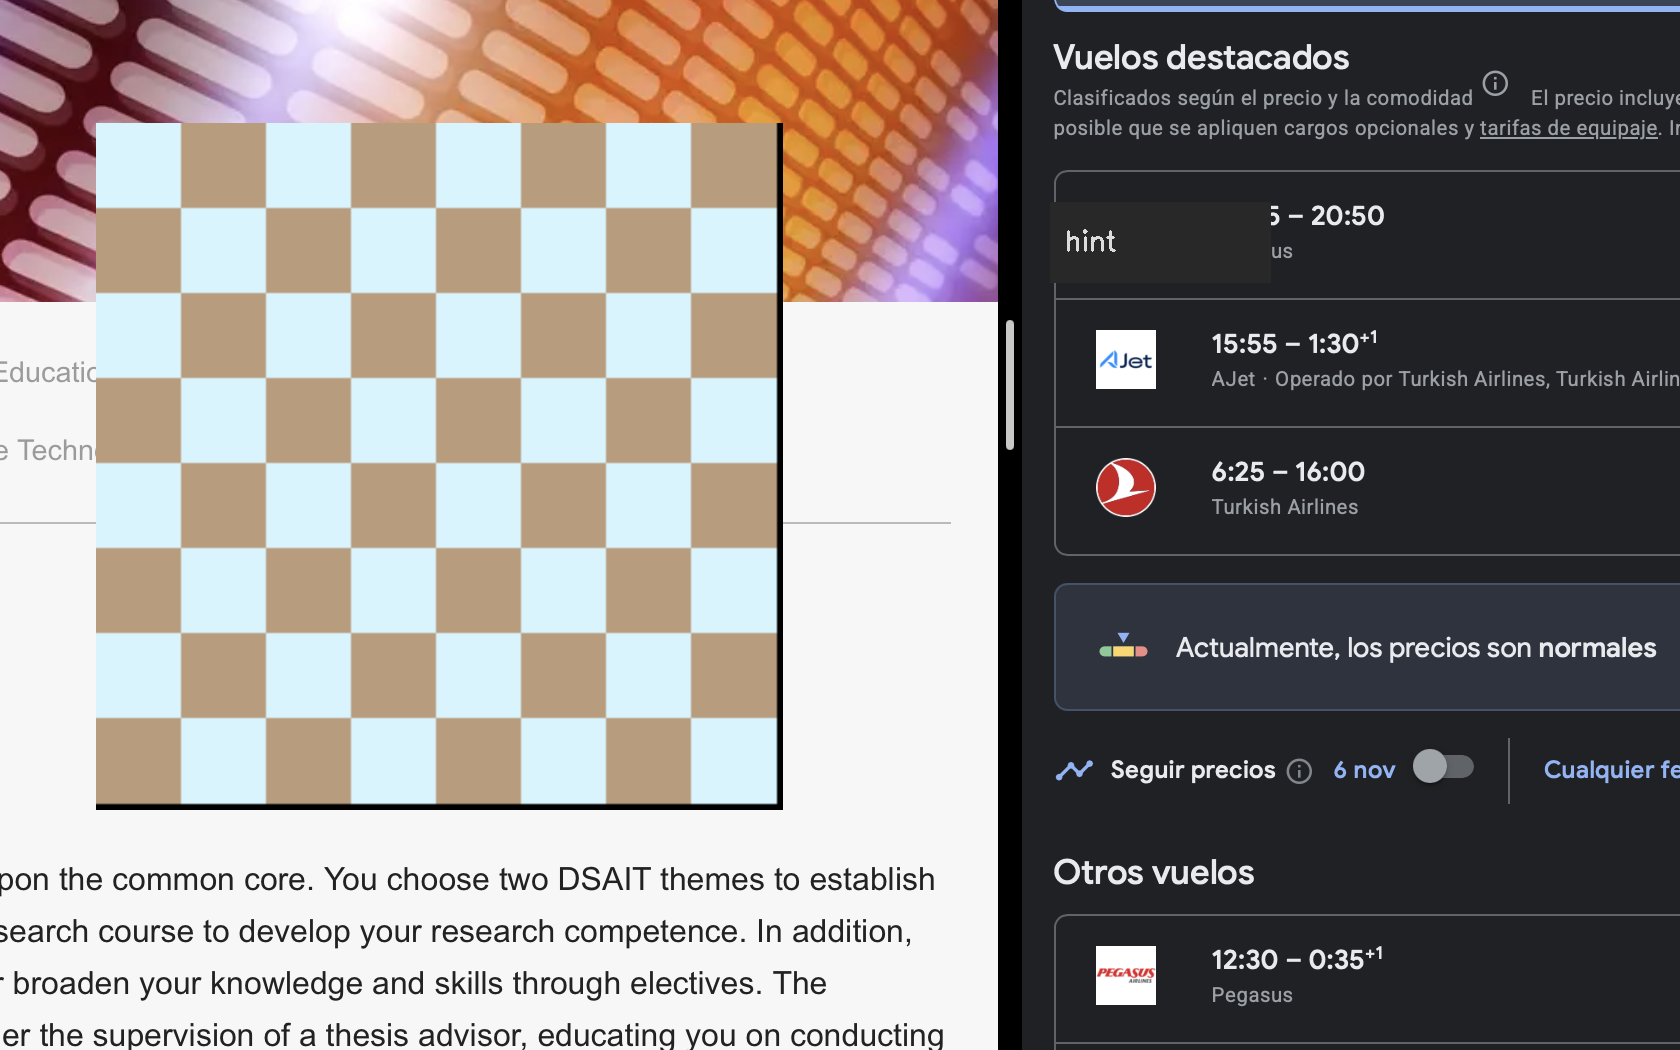 Educatio
e Techn
pon the common core. You choose two DSAIT themes to establish
search course to develop your research competence. In addition,
r broaden your knowledge and skills through electives. The
er the supervision of a thesis advisor, educating you on conducting
Vuelos destacados
Clasificados según el precio y la comodidad El precio incluye
posible que se apliquen cargos opcionales y tarifas de equipaje. In
5 – 20:50
hint
us
15:55 – 1:30+1
AJet
AJet · Operado por Turkish Airlines, Turkish Airlin
6:25 – 16:00
Turkish Airlines
Actualmente, los precios son normales
Seguir precios 6 nov Cualquier fe
Otros vuelos
12:30 – 0:35+1
PEGASUS
AIRLINES
Pegasus